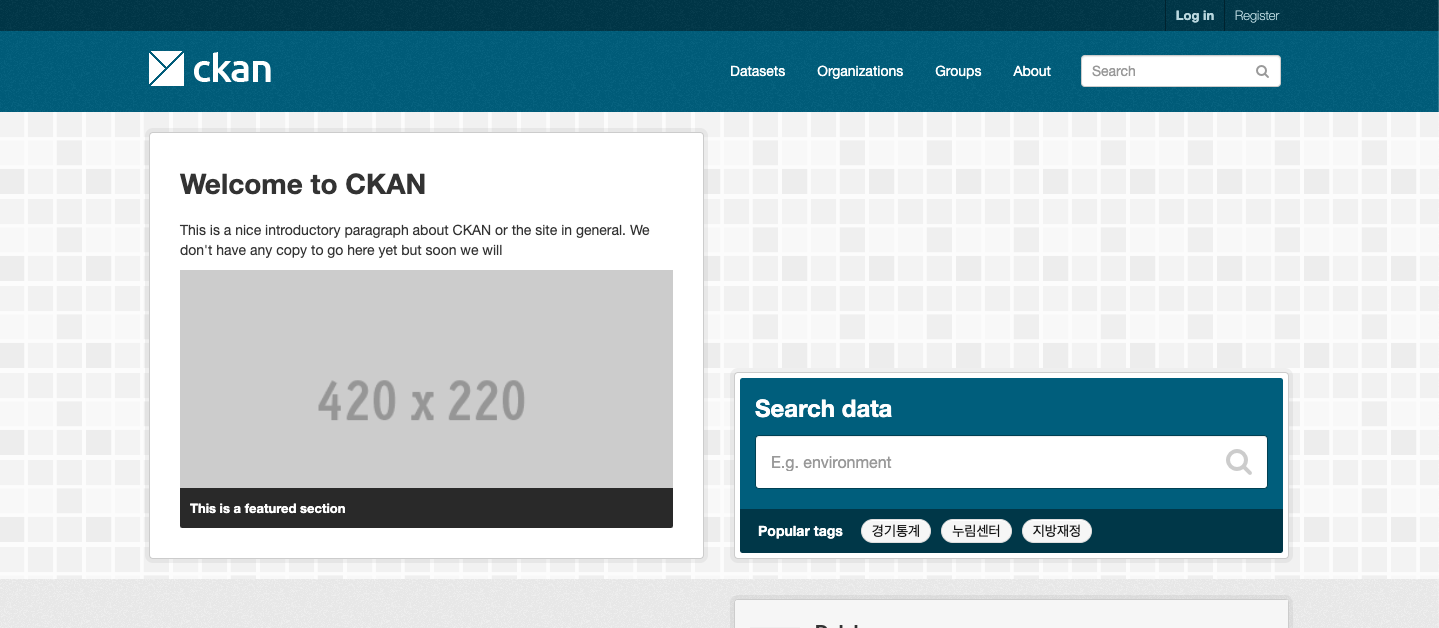 Log in
Register
ckan
Datasets
Organizations
Groups
About
Search
Welcome to CKAN
This is a nice introductory paragraph about CKAN or the site in general. We
don't have any copy to go here yet but soon we will
420 x 220
This is a featured section
Search data
E.g. environment
Popular tags
경기통계
누림센터
지방재정